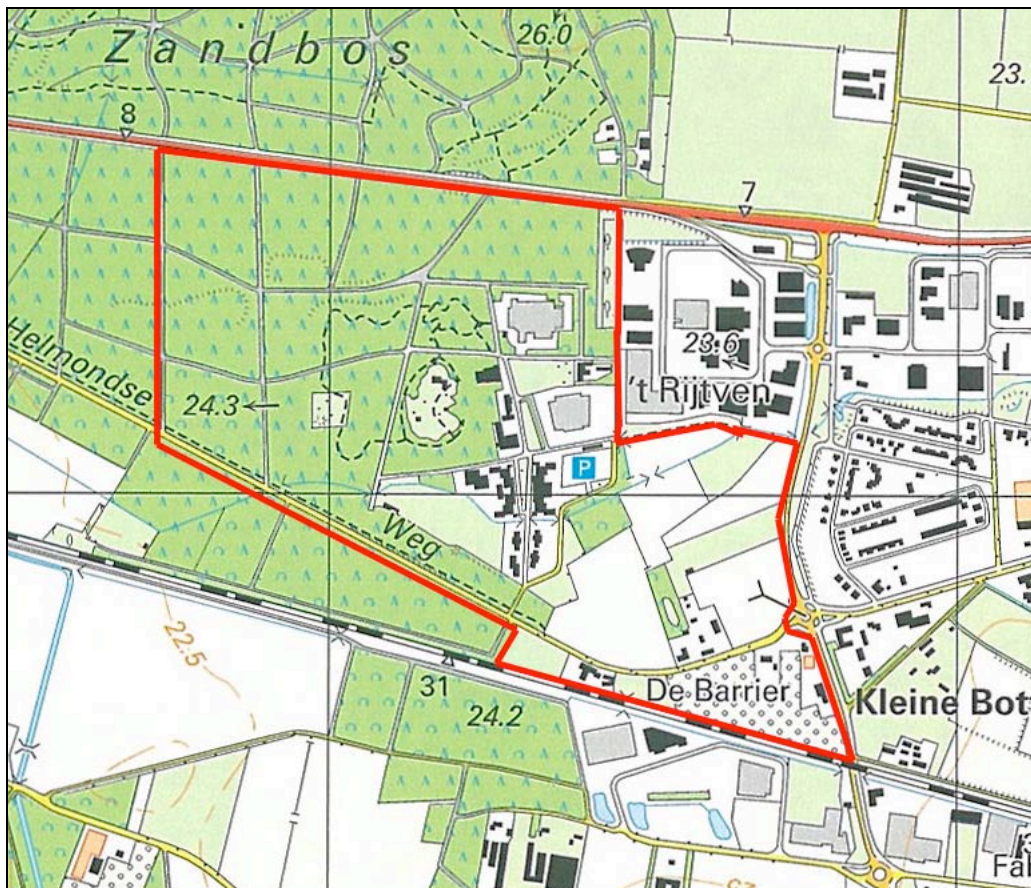 Zandbos
26.0
23.
8
7
Helmondse
24.3
23.6
't Rijtven
P
Weg
22.5
31
24.2
De Barrier
Kleine Bot
Fa